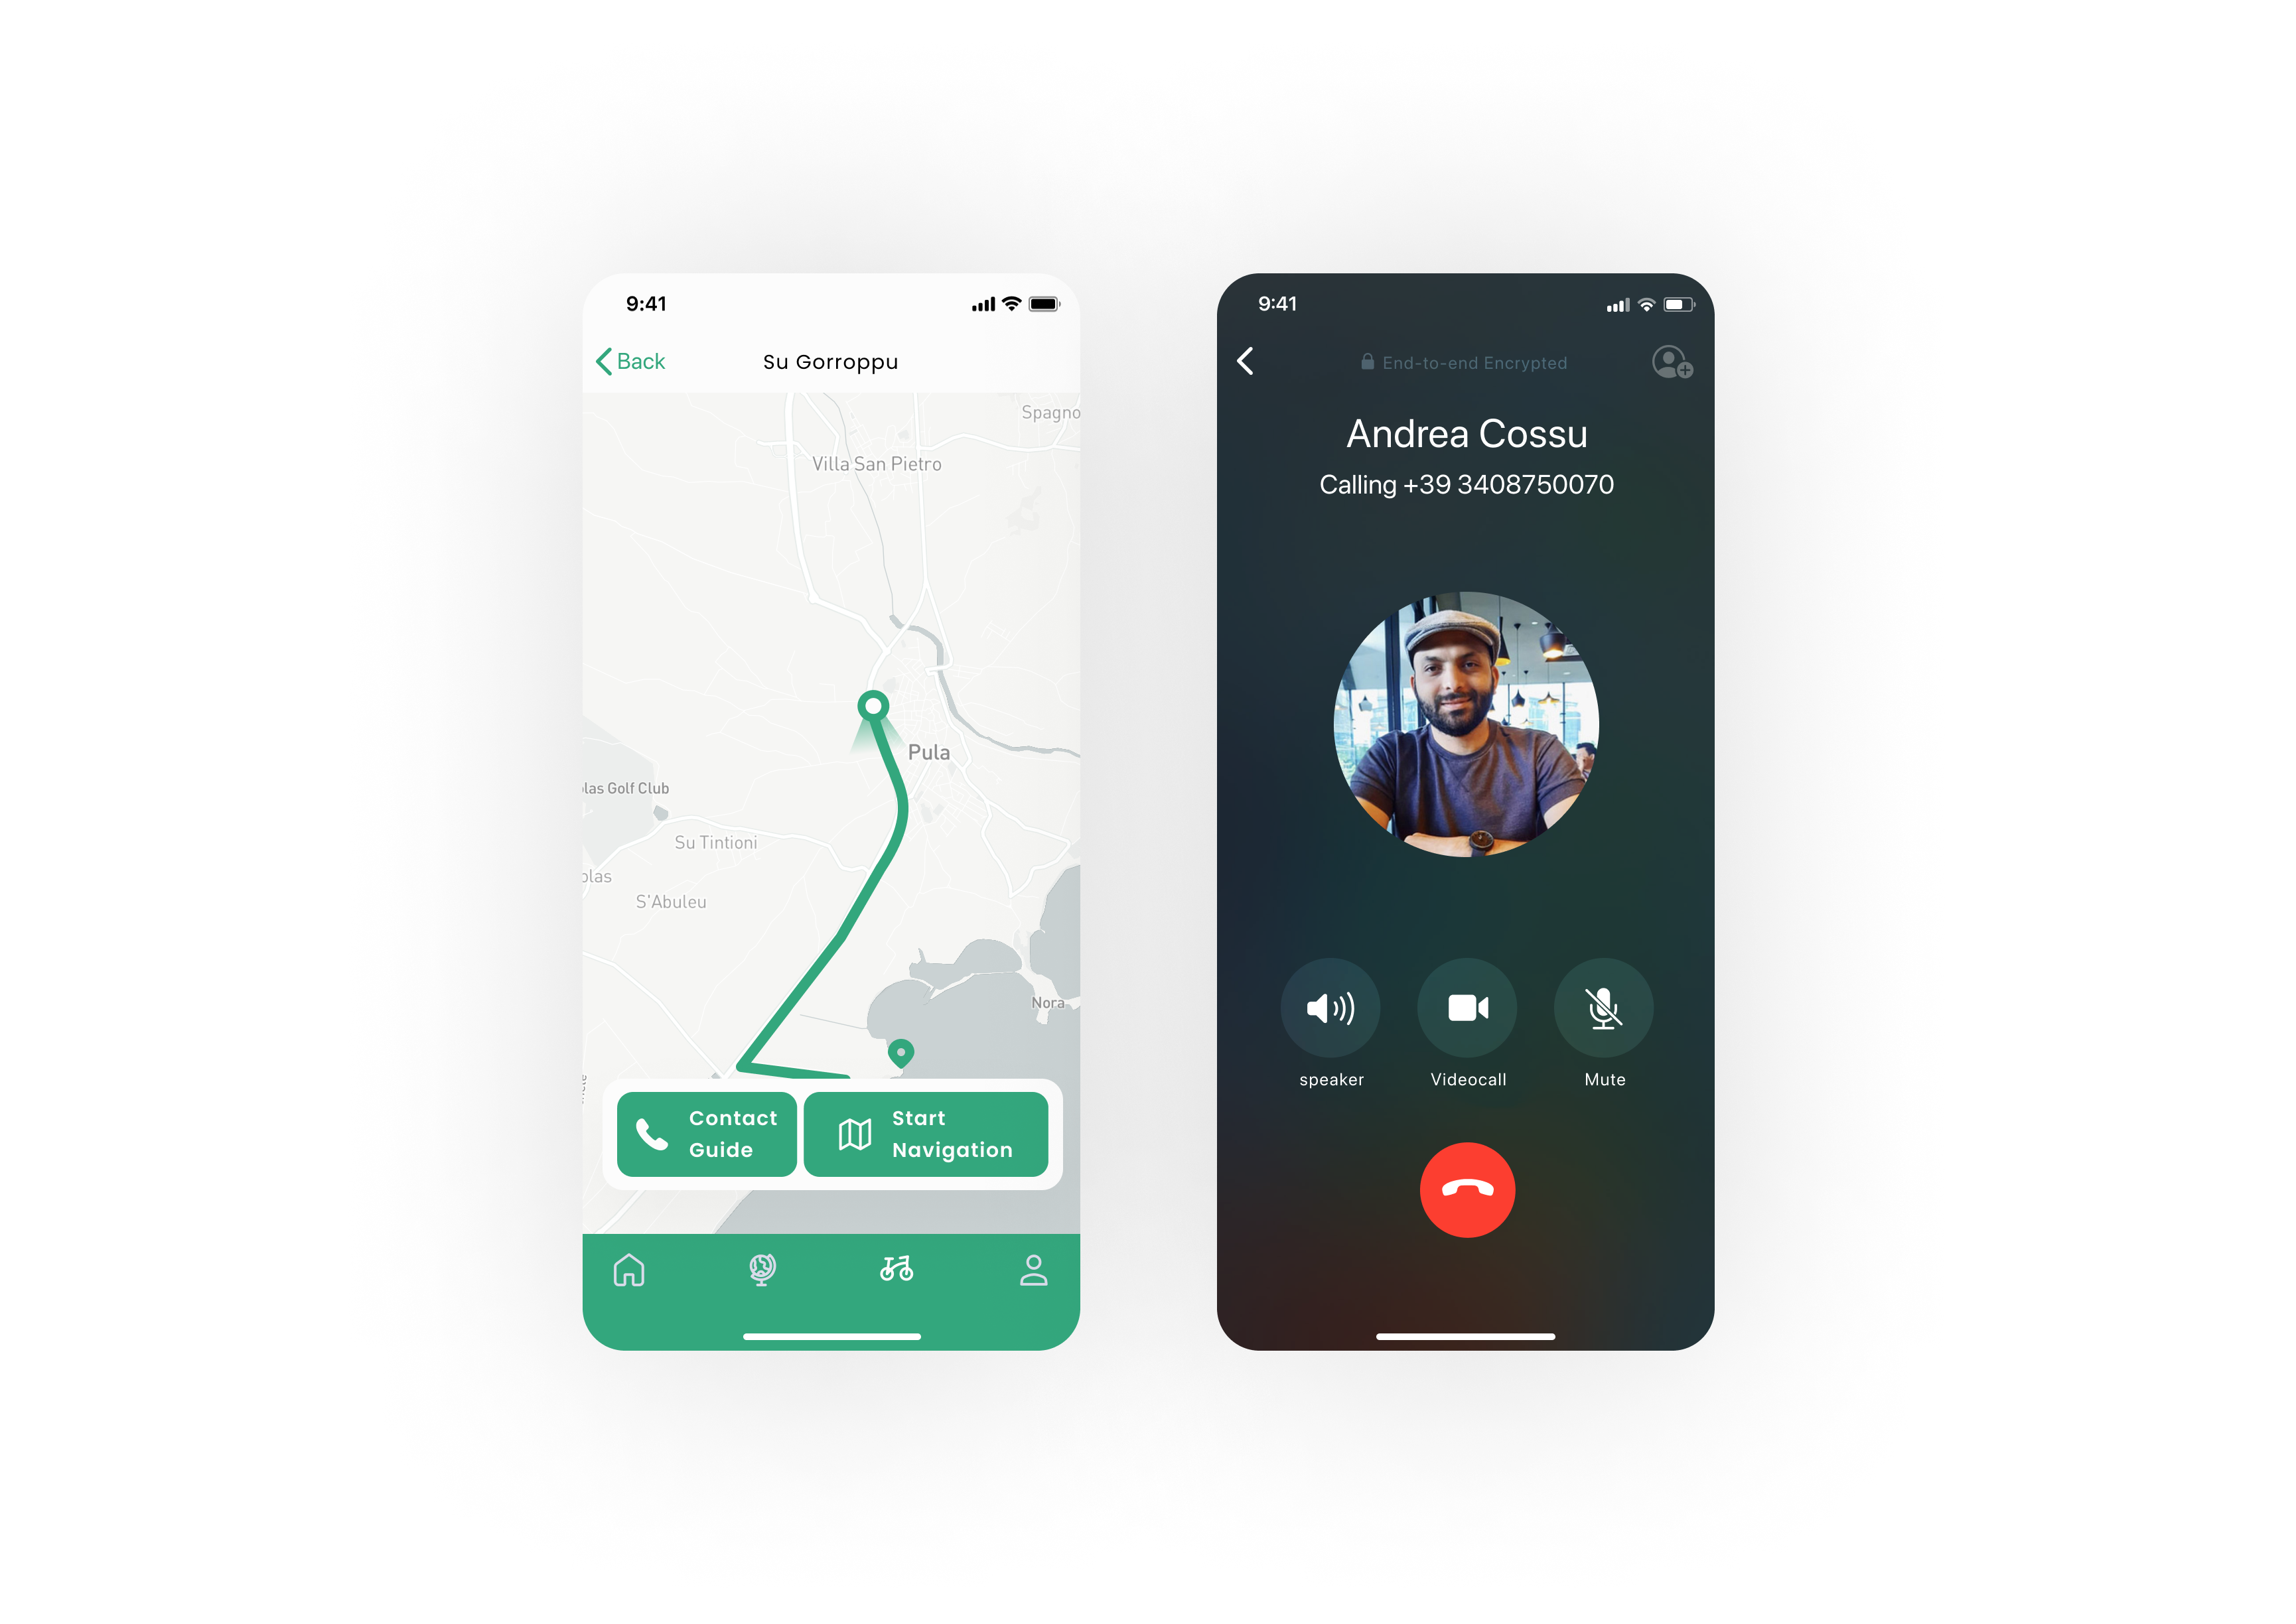 9:41
Back
Su Gorroppu
Spagno
Villa San Pietro
Pula
las Golf Club
Su Tintioni
olas
S'Abuleu
Nora
Contact
Guide
Start
Navigation
9:41
End-to-end Encrypted
Andrea Cossu
Calling +39 3408750070
speaker
Videocall
Mute